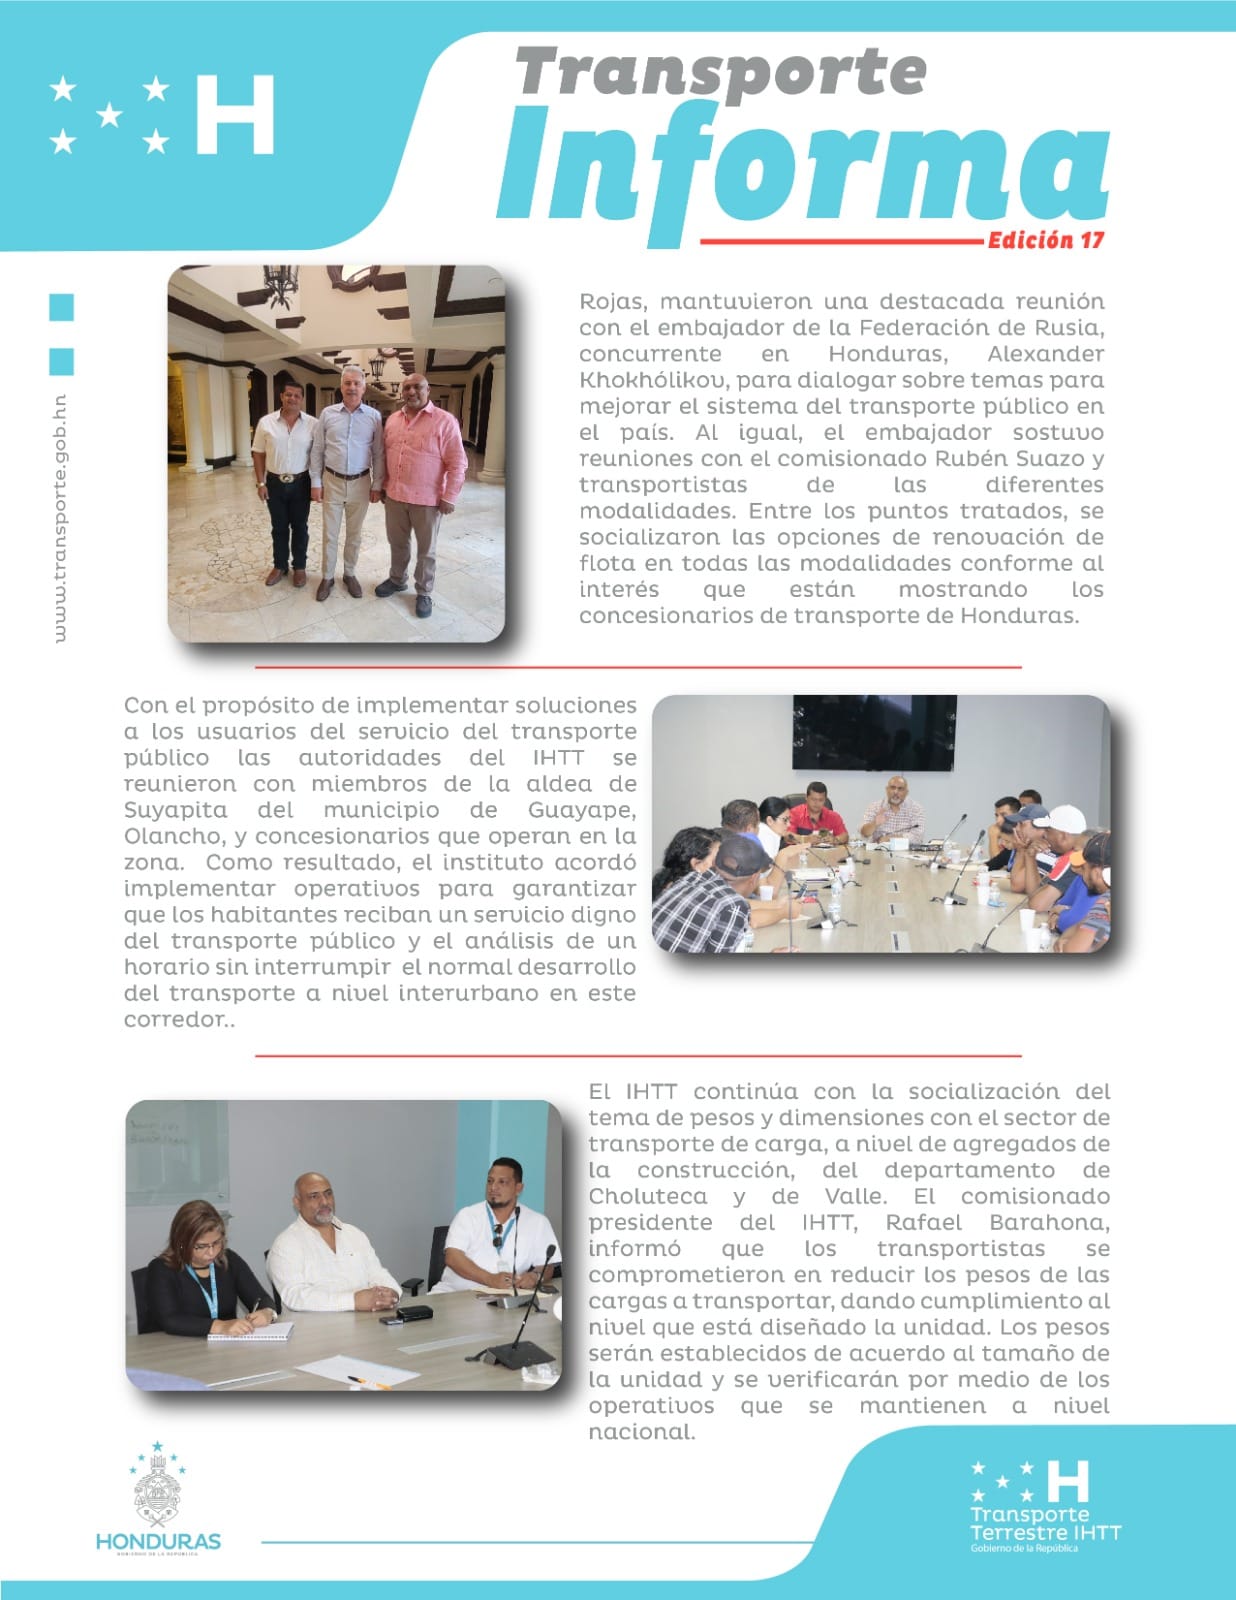 H
Transporte
Informa
Edición 17
www.transporte.gob.hn
Rojas, mantuvieron una destacada reunión
con el embajador de la Federación de Rusia,
concurrente en Honduras, Alexander
Khokhólikov, para dialogar sobre temas para
mejorar el sistema del transporte público en
el país. Al igual, el embajador sostuvo
reuniones con el comisionado Rubén Suazo y
transportistas de las diferentes
modalidades. Entre los puntos tratados, se
socializaron las opciones de renovación de
flota en todas las modalidades conforme al
interés que están mostrando los
concesionarios de transporte de Honduras.
Con el propósito de implementar soluciones
a los usuarios del servicio del transporte
público las autoridades del IHTT se
reunieron con miembros de la aldea de
Suyapita del municipio de Guayape,
Olancho, y concesionarios que operan en la
zona. Como resultado, el instituto acordó
implementar operativos para garantizar
que los habitantes reciban un servicio digno
del transporte público y el análisis de un
horario sin interrumpir el normal desarrollo
del transporte a nivel interurbano en este
corredor..
El IHTT continúa con la socialización del
tema de pesos y dimensiones con el sector de
transporte de carga, a nivel de agregados de
la construcción, del departamento de
Choluteca y de Valle. El comisionado
presidente del IHTT, Rafael Barahona,
informó que los transportistas se
comprometieron en reducir los pesos de las
cargas a transportar, dando cumplimiento al
nivel que está diseñado la unidad. Los pesos
serán establecidos de acuerdo al tamaño de
la unidad y se verificarán por medio de los
operativos que se mantienen a nivel
nacional.
HONDURAS
GOBIERNO DE LA REPÚBLICA
H
Transporte
Terrestre IHTT
Gobierno de la República